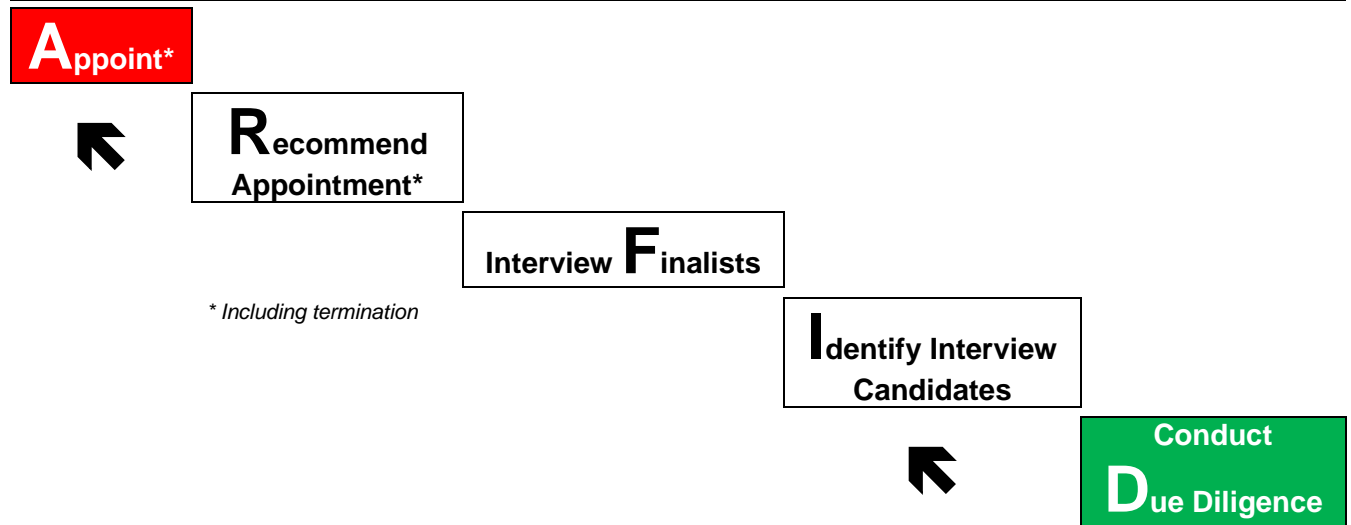 Appoint*
Recommend
Appointment*
Interview Finalists
* Including termination
Identify Interview
Candidates
Conduct
Due Diligence